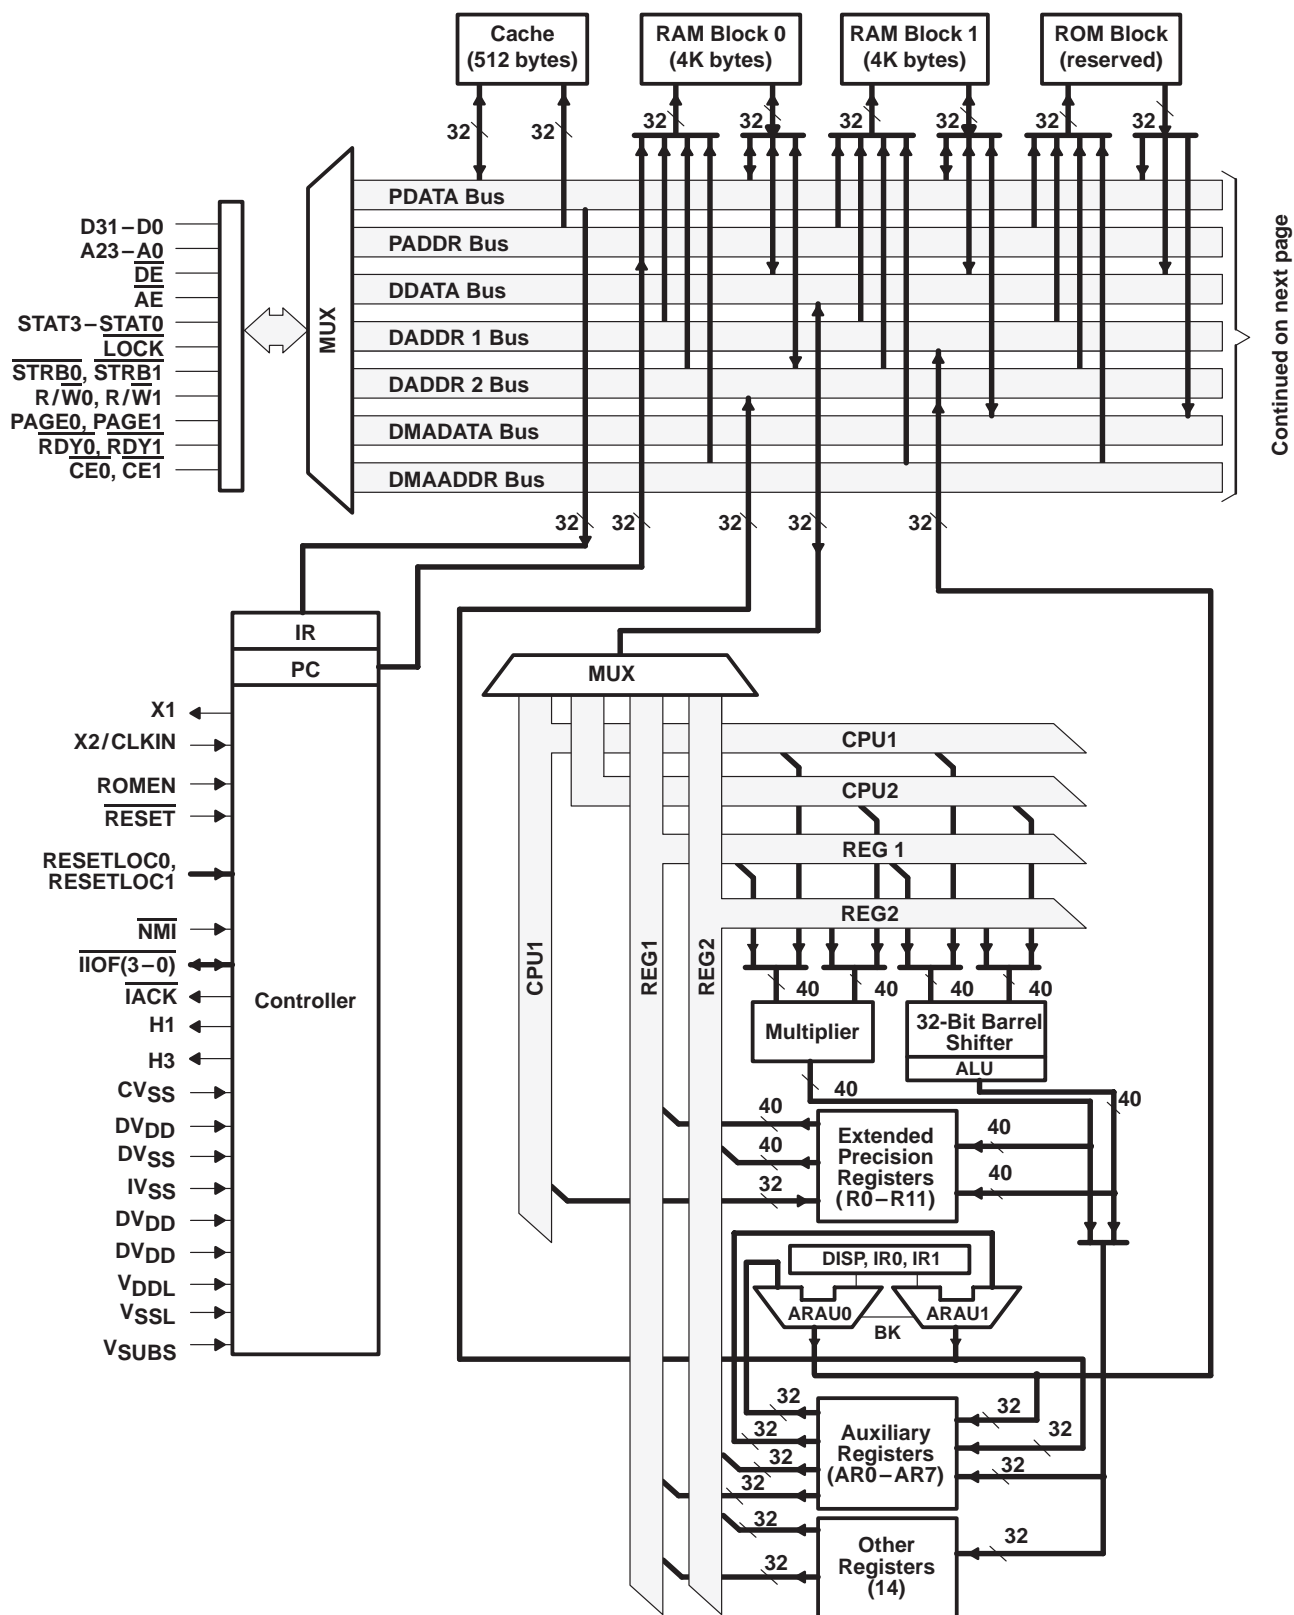 Cache
(512 bytes)
RAM Block 0
(4K bytes)
RAM Block 1
(4K bytes)
ROM Block
(reserved)
32
32
32
32
32
32
32
32
MUX
PDATA Bus
PADDR Bus
DDATA Bus
DADDR 1 Bus
DADDR 2 Bus
DMADATA Bus
DMAADDR Bus
D31–D0
A23–A0
DE
AE
STAT3–STAT0
LOCK
STRB0, STRB1
R/W0, R/W1
PAGE0, PAGE1
RDY0, RDY1
CE0, CE1
Continued on next page
32
32
32
32
32
IR
PC
Controller
X1
X2/CLKIN
ROMEN
RESET
RESETLOC0,
RESETLOC1
NMI
IIOF(3–0)
IACK
H1
H3
CVSS
DVDD
DVSS
IVSS
DVDD
DVDD
VDDL
VSSL
VSUBS
MUX
CPU1
CPU2
REG 1
REG2
CPU1
REG1
REG2
40
40
40
40
Multiplier
32-Bit Barrel
Shifter
ALU
40
40
40
40
32
Extended
Precision
Registers
(R0–R11)
40
40
DISP, IR0, IR1
ARAU0
ARAU1
BK
32
32
32
32
Auxiliary
Registers
(AR0–AR7)
32
32
32
32
32
Other
Registers
(14)
32